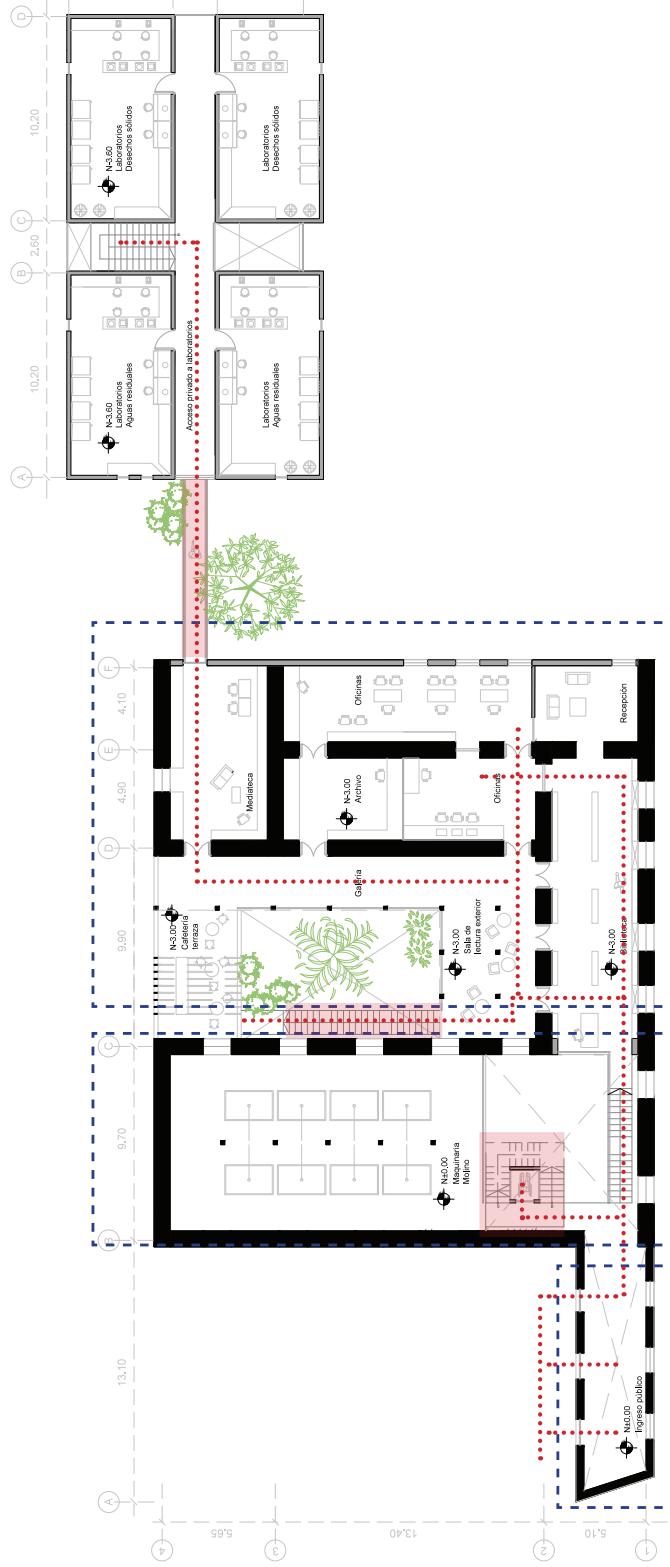 D
10.20
C
2.60
B
10.20
A
N-3.60
Laboratorios
Desechos sólidos
Laboratorios
Desechos sólidos
N-3.60
Laboratorios
Aguas residuales
Acceso privado a laboratorios
Laboratorios
Aguas residuales
F
4.10
E
4.90
D
9.90
C
9.70
B
13.10
A
Mediateca
Oficinas
Recepción
N-3.00
Archivo
Oficinas
Galería
N-3.00
Cafetería
terraza
N-3.00
Sala de
lectura exterior
N-3.00
Biblioteca
N±0.00
Maquinaria
Molino
N±0.00
Ingreso público
4
5.65
3
13.40
2
5.10
1